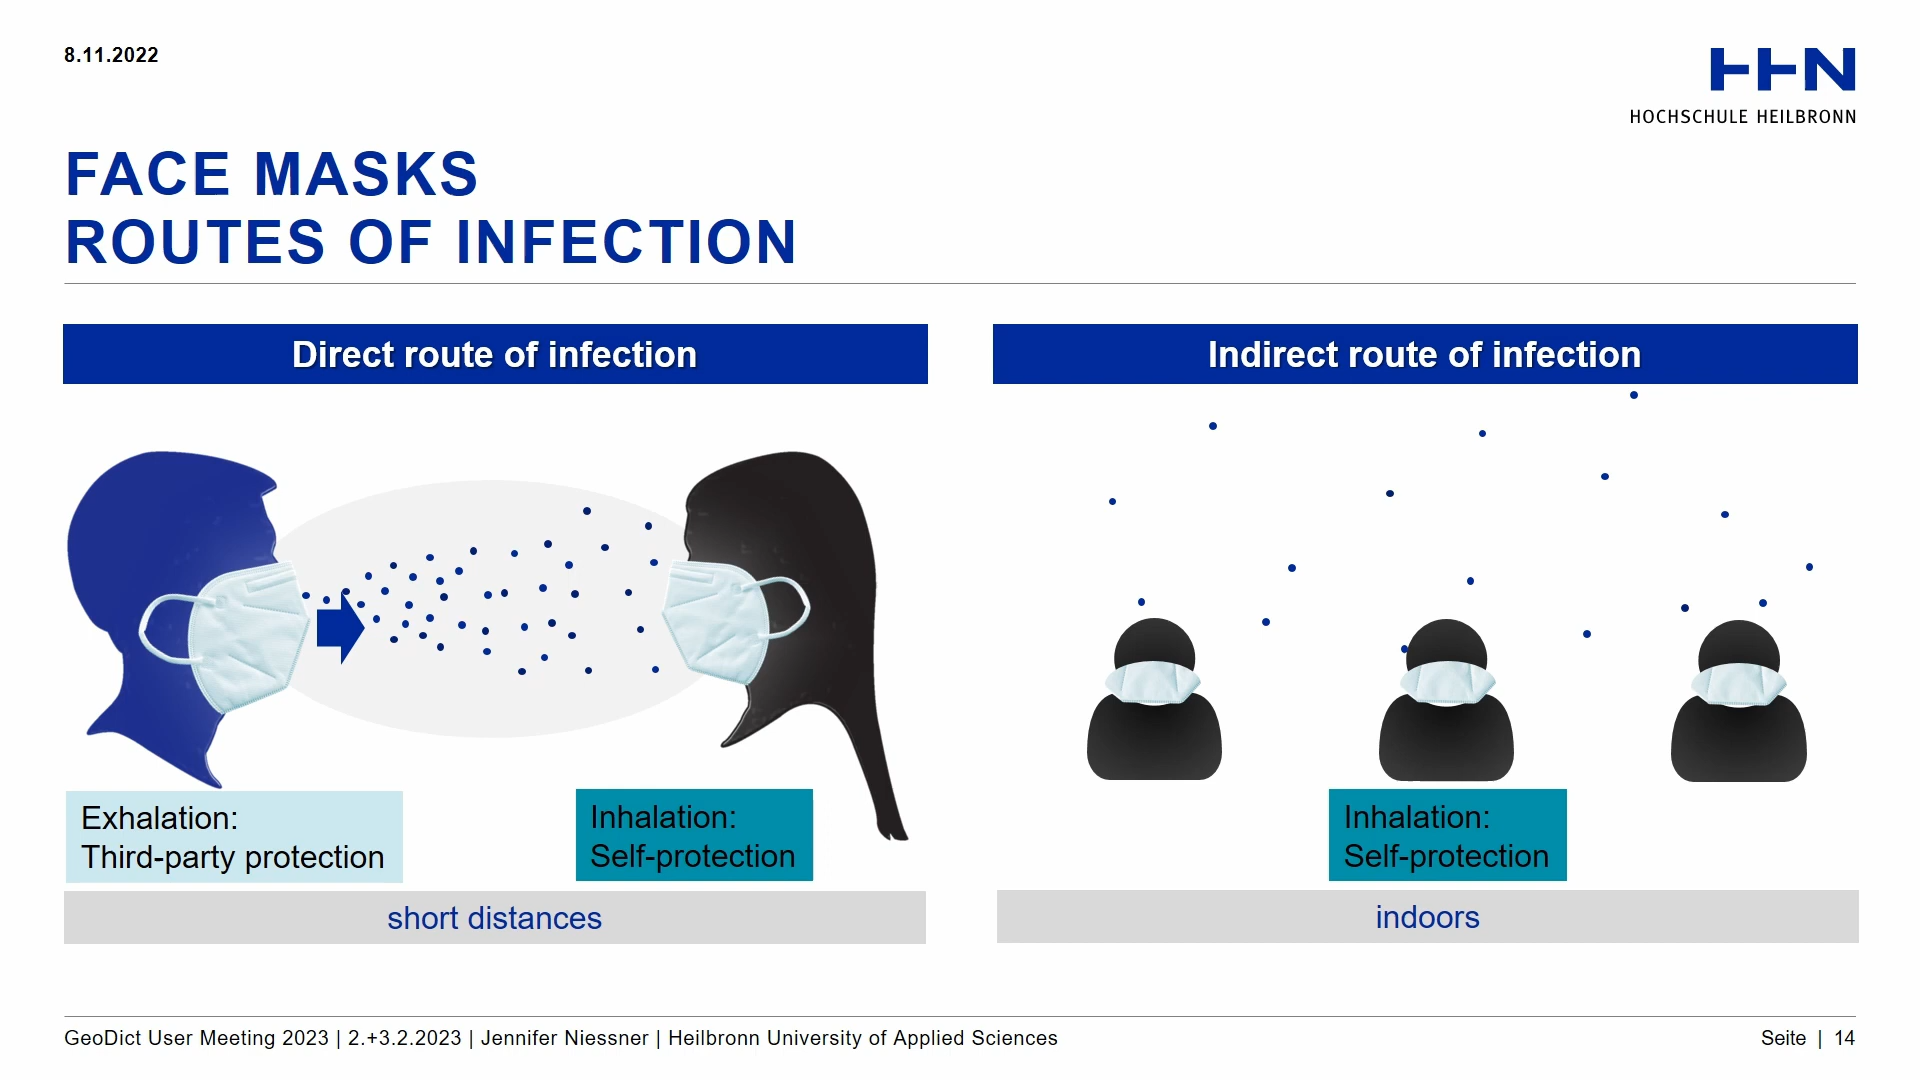 8.11.2022
HHN
HOCHSCHULE HEILBRONN
FACE MASKS
ROUTES OF INFECTION
Direct route of infection
Indirect route of infection
Exhalation:
Third-party protection
Inhalation:
Self-protection
Inhalation:
Self-protection
short distances
indoors
GeoDict User Meeting 2023 | 2.+3.2.2023 | Jennifer Niessner | Heilbronn University of Applied Sciences
Seite | 14